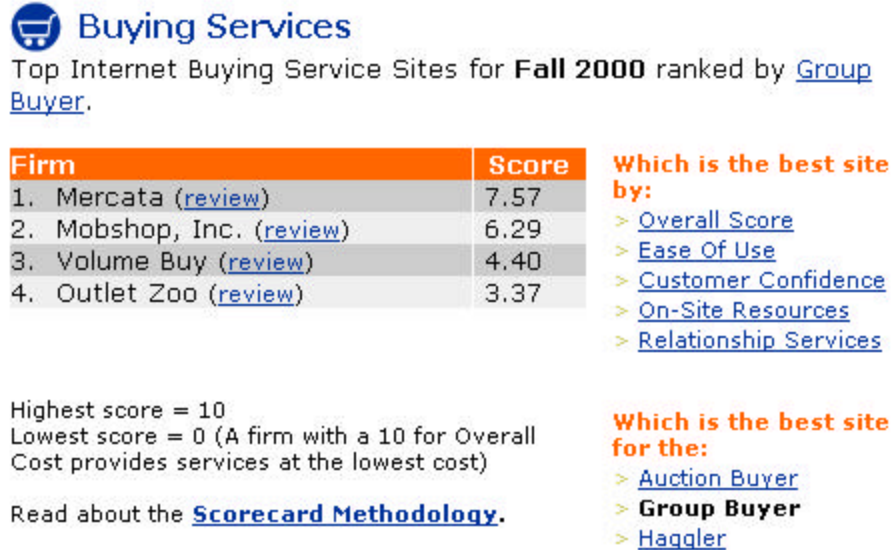 Buying Services
Top Internet Buying Service Sites for Fall 2000 ranked by Group
Buyer.
Firm Score
1. Mercata (review) 7.57
2. Mobshop, Inc. (review) 6.29
3. Volume Buy (review) 4.40
4. Outlet Zoo (review) 3.37
Which is the best site
by:
> Overall Score
> Ease Of Use
> Customer Confidence
> On-Site Resources
> Relationship Services
Highest score = 10
Lowest score = 0 (A firm with a 10 for Overall
Cost provides services at the lowest cost)
Read about the Scorecard Methodology.
Which is the best site
for the:
> Auction Buyer
> Group Buyer
> Haggler